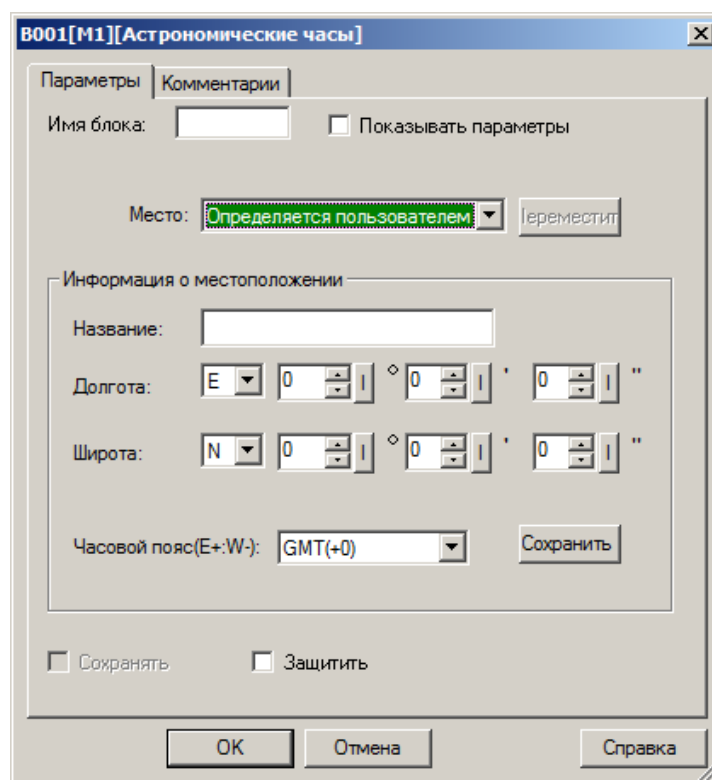 B001[M1][Астрономические часы]
Параметры Комментарии
Имя блока: Показывать параметры
Место: Определяется пользователем Переместит
Информация о местоположении
Название:
Долгота: E 0 ° 0 ' 0 "
Широта: N 0 ° 0 ' 0 "
Часовой пояс(E+:W-): GMT(+0) Сохранить
Сохранять Защитить
OK Отмена Справка